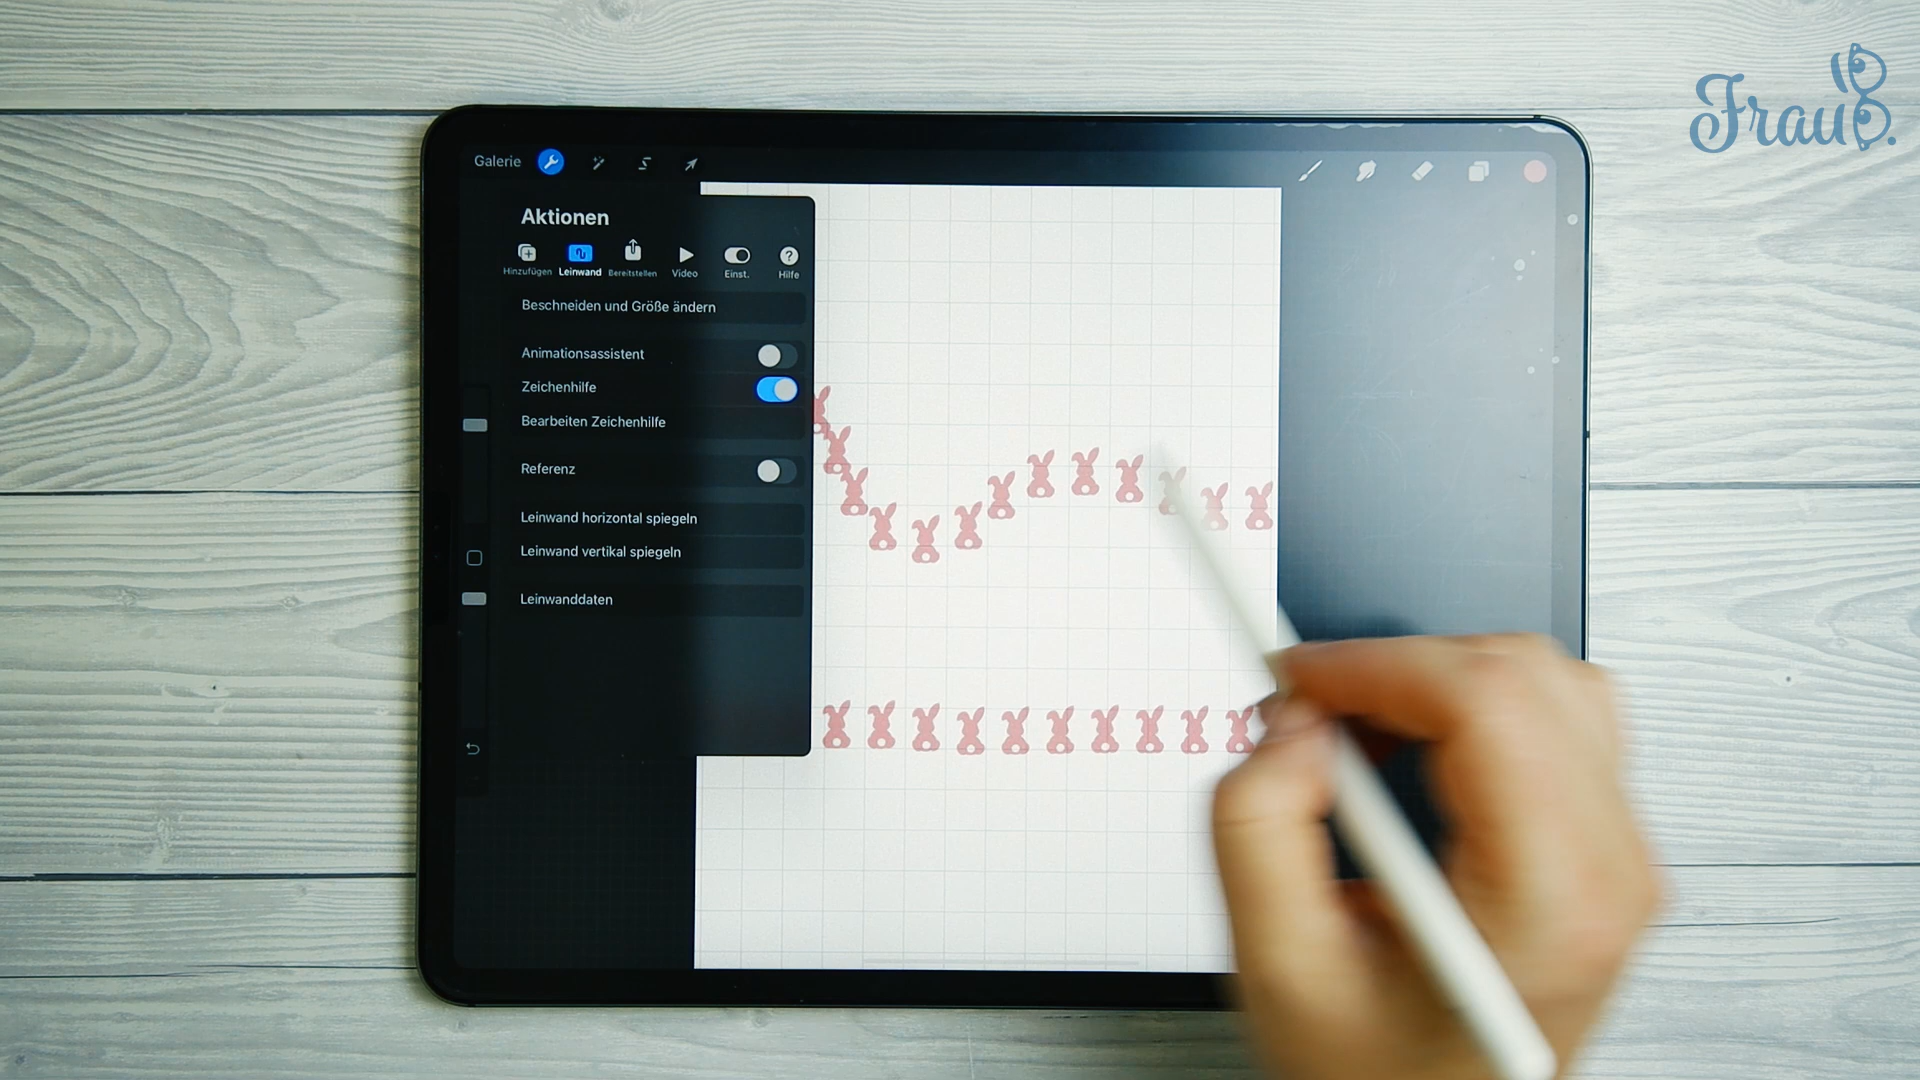 Frau B.
Galerie
Aktionen
Hinzufügen Leinwand Bereitstellen Video Einst. Hilfe
Beschneiden und Größe ändern
Animationsassistent
Zeichenhilfe
Bearbeiten Zeichenhilfe
Referenz
Leinwand horizontal spiegeln
Leinwand vertikal spiegeln
Leinwanddaten